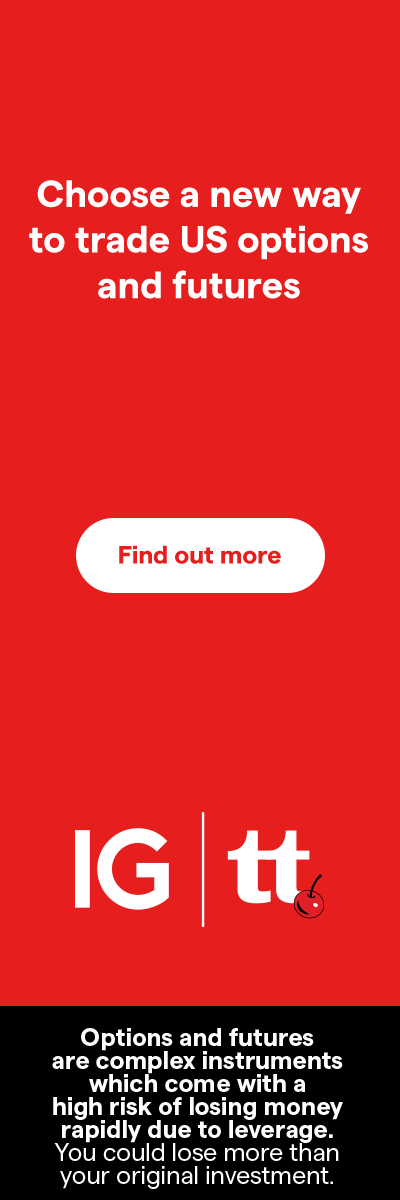 Choose a new way
to trade US options
and futures
Find out more
IG | tt
Options and futures
are complex instruments
which come with a
high risk of losing money
rapidly due to leverage.
You could lose more than
your original investment.